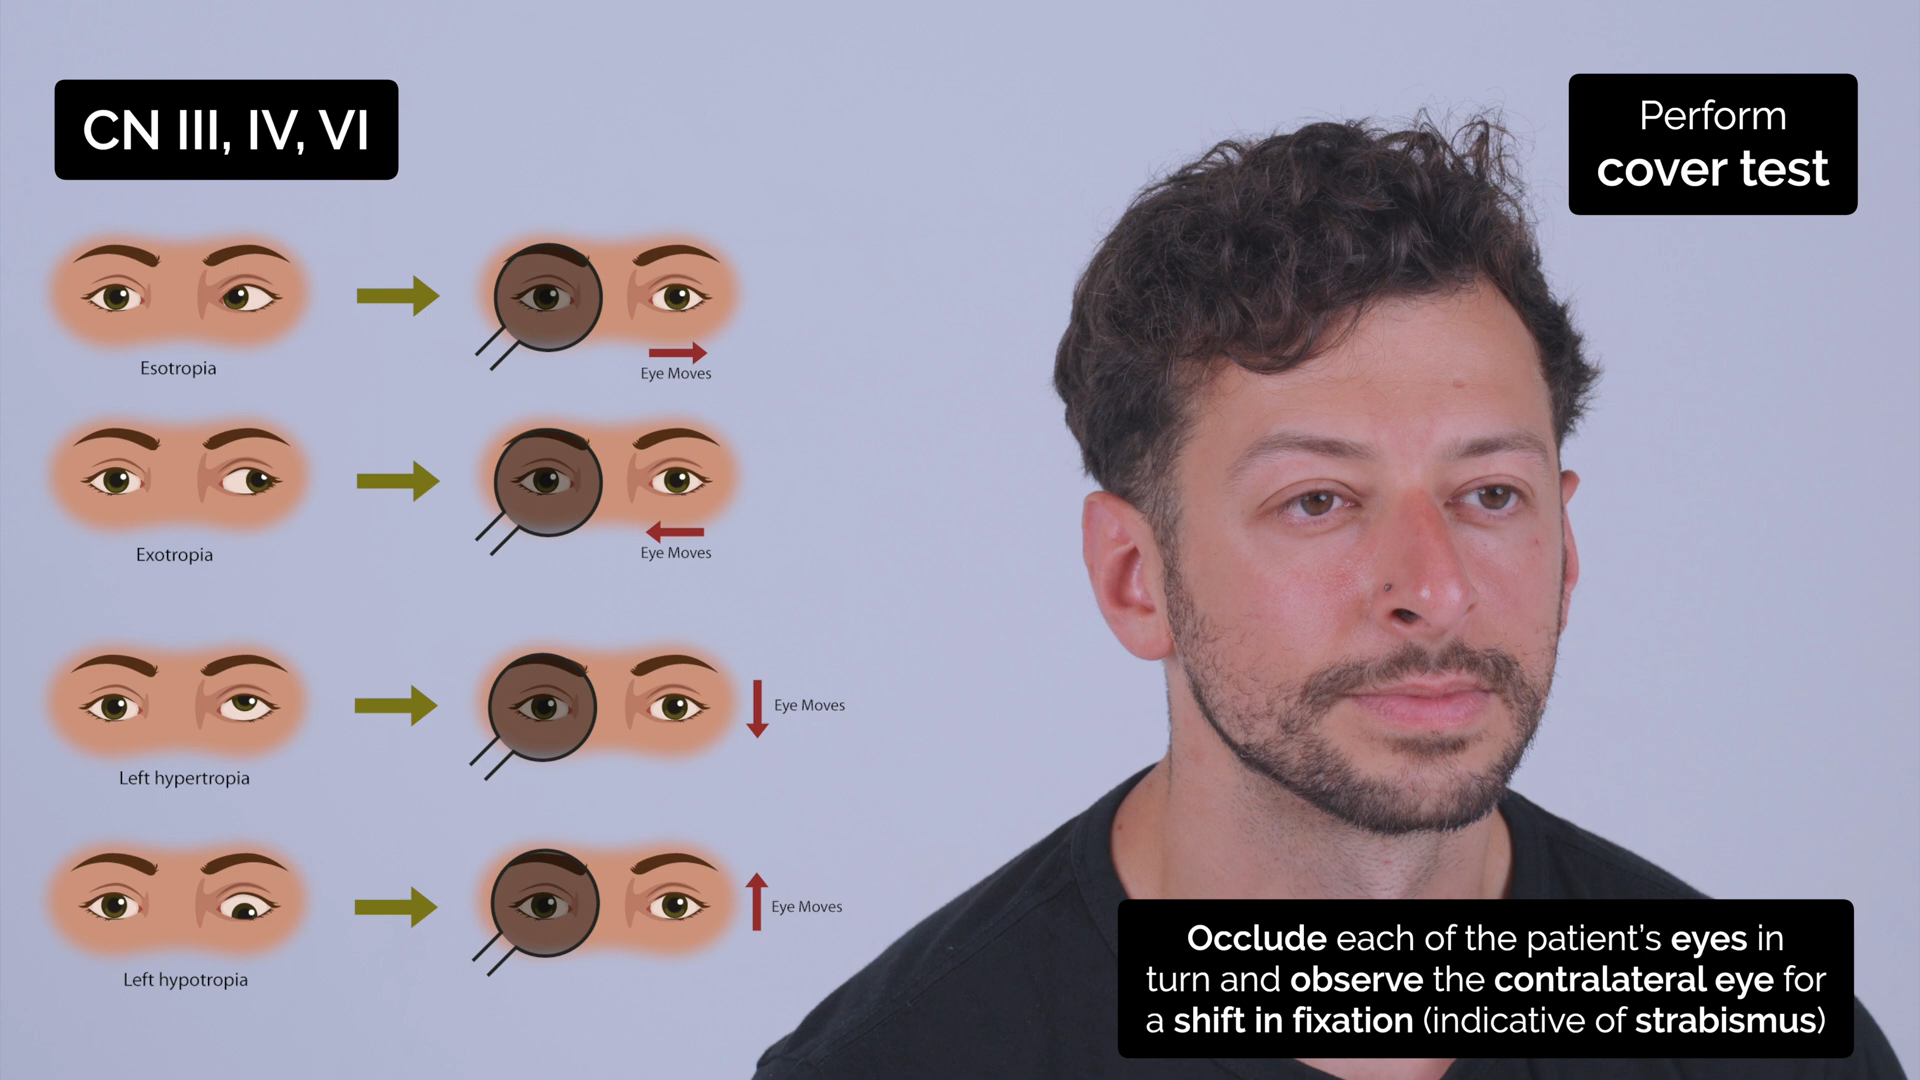 CN III, IV, VI
Perform
cover test
Esotropia
Eye Moves
Exotropia
Eye Moves
Left hypertropia
Eye Moves
Left hypotropia
Eye Moves
Occlude each of the patient’s eyes in
turn and observe the contralateral eye for
a shift in fixation (indicative of strabismus)